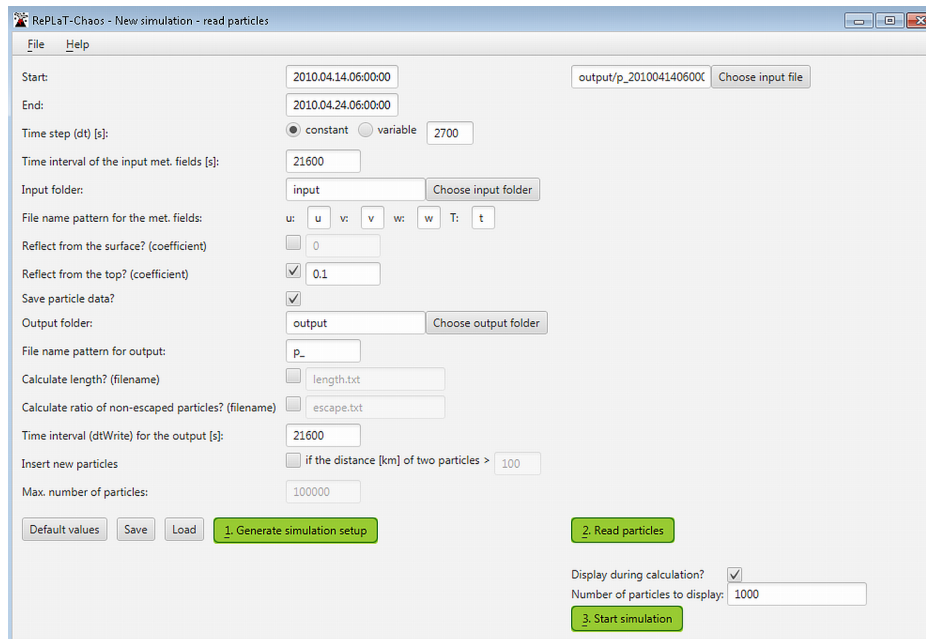 RePLaT-Chaos - New simulation - read particles
File Help
Start: 2010.04.14.06:00:00 output/p_2010041406000 Choose input file
End: 2010.04.24.06:00:00
Time step (dt) [s]: constant variable 2700
Time interval of the input met. fields [s]: 21600
Input folder: input Choose input folder
File name pattern for the met. fields: u: u v: v w: w T: t
Reflect from the surface? (coefficient) 0
Reflect from the top? (coefficient) 0.1
Save particle data?
Output folder: output Choose output folder
File name pattern for output: p_
Calculate length? (filename) length.txt
Calculate ratio of non-escaped particles? (filename) escape.txt
Time interval (dtWrite) for the output [s]: 21600
Insert new particles if the distance [km] of two particles > 100
Max. number of particles: 100000
Default values Save Load 1. Generate simulation setup 2. Read particles
Display during calculation?
Number of particles to display: 1000
3. Start simulation